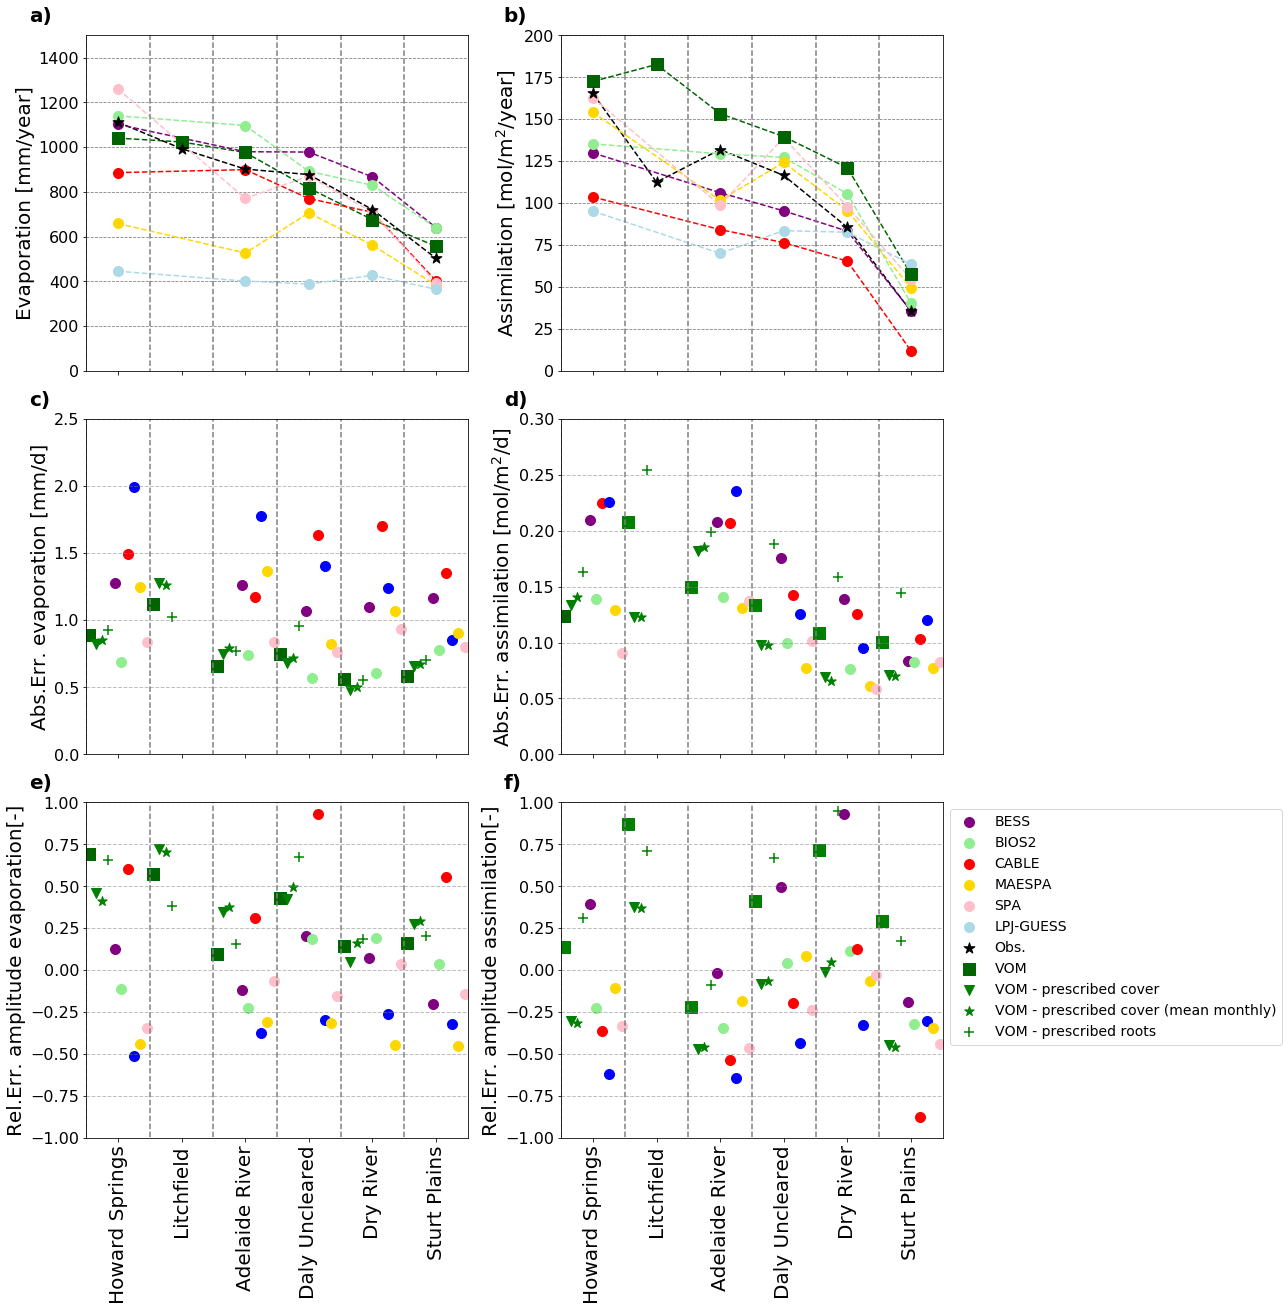 a)
Evaporation [mm/year]
1400
1200
1000
800
600
400
200
0
b)
Assimilation [mol/m²/year]
200
175
150
125
100
75
50
25
0
c)
Abs.Err. evaporation [mm/d]
2.5
2.0
1.5
1.0
0.5
0.0
d)
Abs.Err. assimilation [mol/m²/d]
0.30
0.25
0.20
0.15
0.10
0.05
0.00
e)
Rel.Err. amplitude evaporation[-]
1.00
0.75
0.50
0.25
0.00
−0.25
−0.50
−0.75
−1.00
Howard Springs
Litchfield
Adelaide River
Daly Uncleared
Dry River
Sturt Plains
f)
Rel.Err. amplitude assimilation[-]
1.00
0.75
0.50
0.25
0.00
−0.25
−0.50
−0.75
−1.00
Howard Springs
Litchfield
Adelaide River
Daly Uncleared
Dry River
Sturt Plains
BESS
BIOS2
CABLE
MAESPA
SPA
LPJ-GUESS
Obs.
VOM
VOM - prescribed cover
VOM - prescribed cover (mean monthly)
VOM - prescribed roots